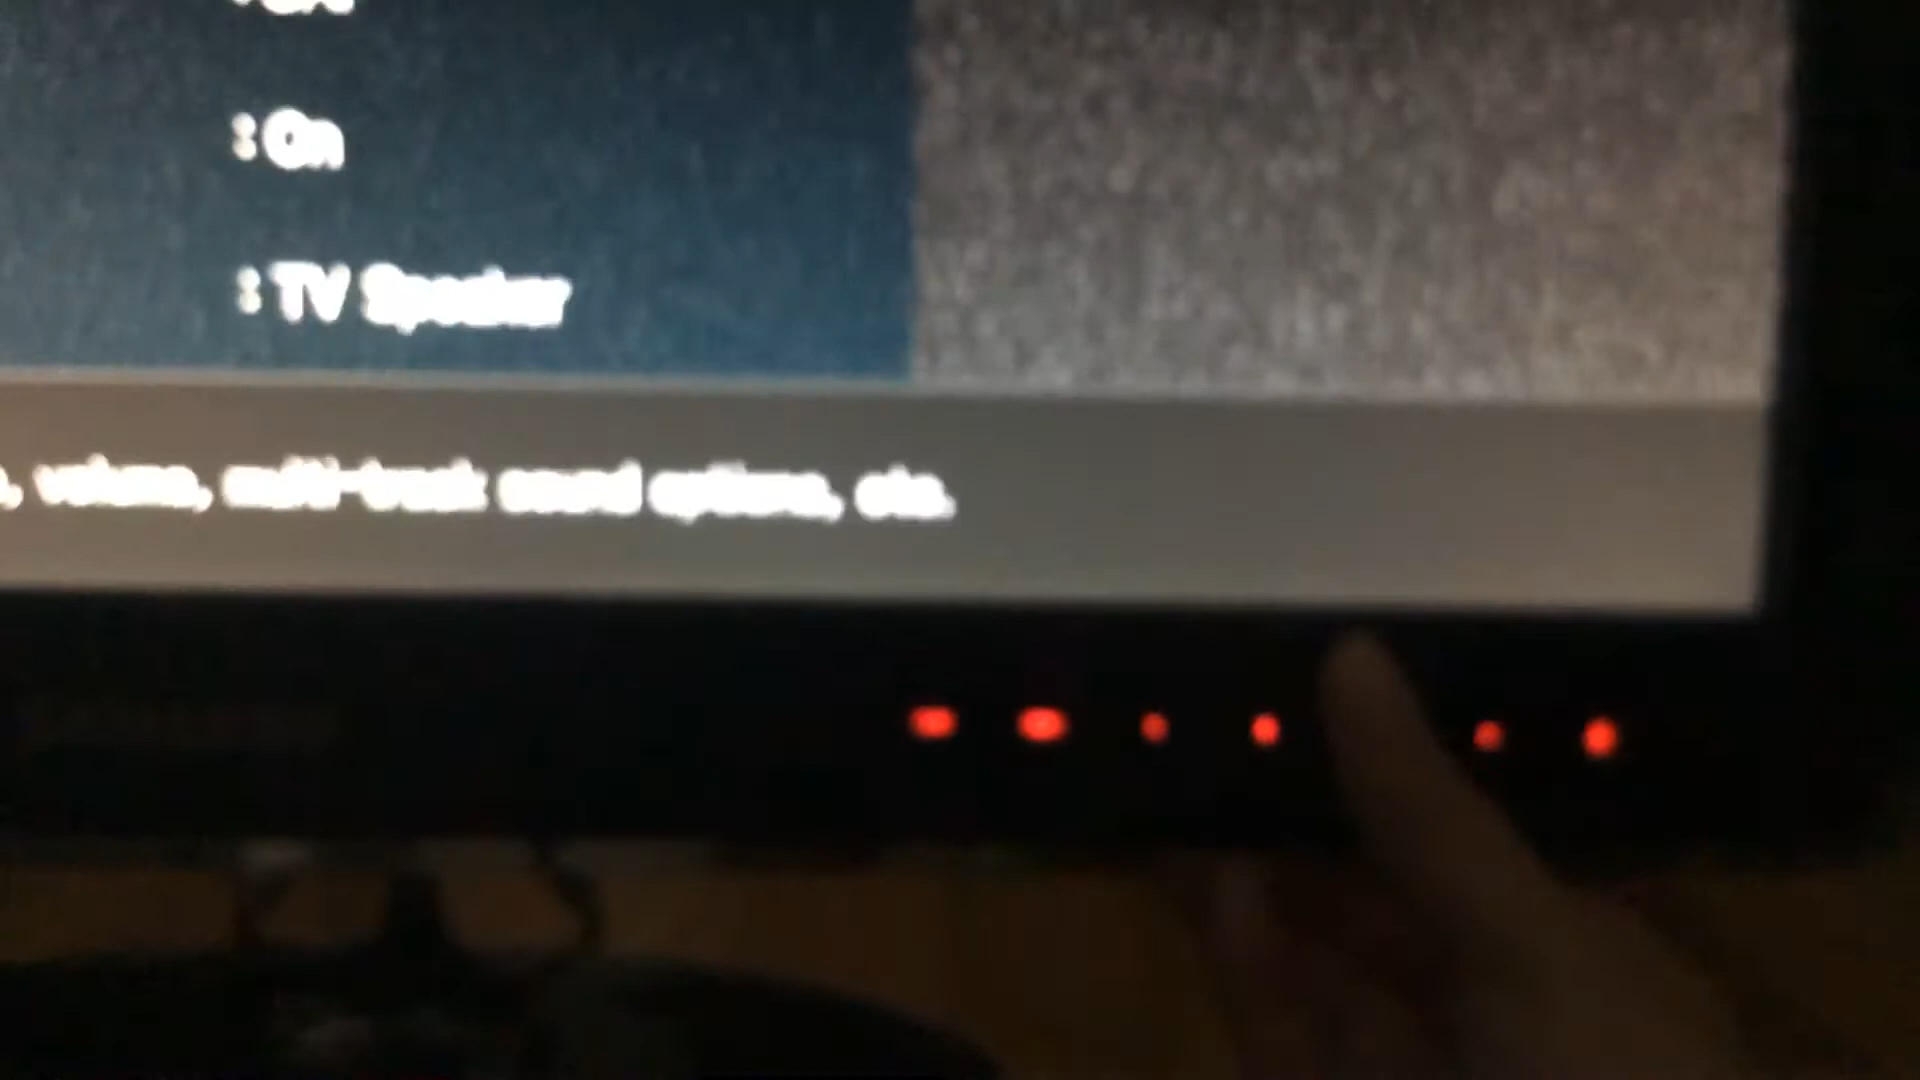 : On
: TV Speaker
, volume, multi-track sound options, etc.